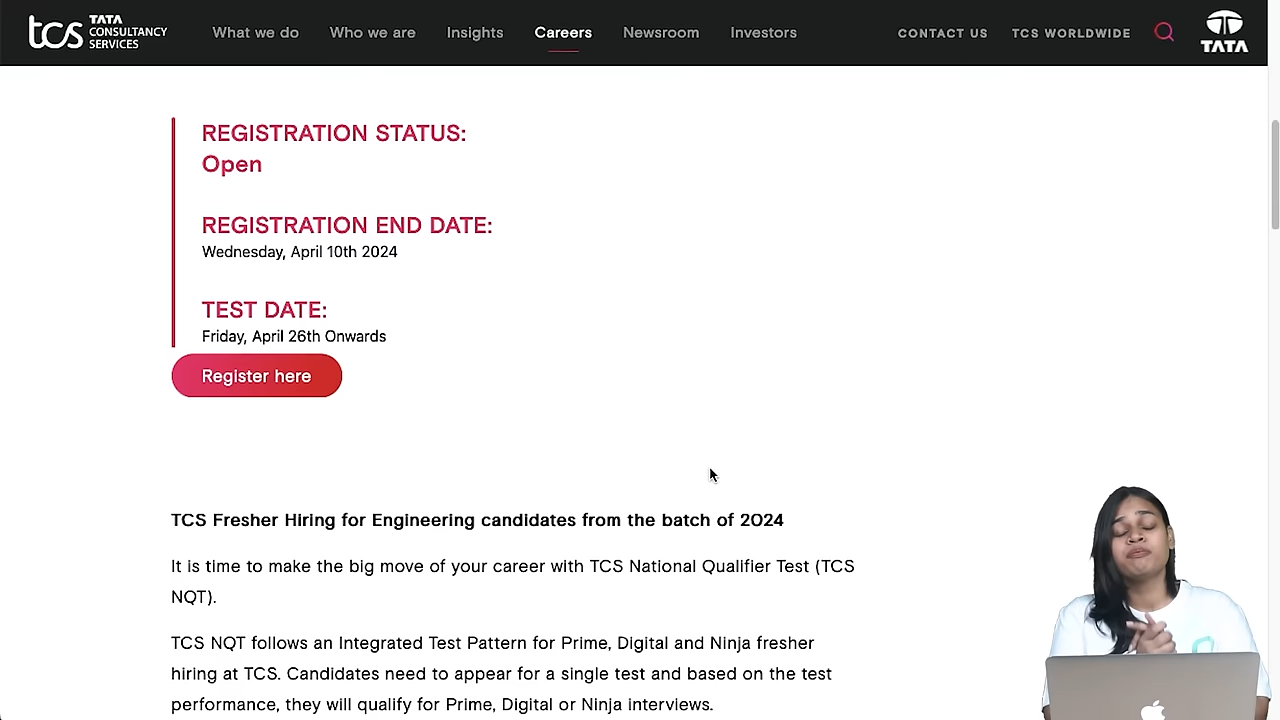 tcs TATA CONSULTANCY SERVICES
What we do Who we are Insights Careers Newsroom Investors CONTACT US TCS WORLDWIDE TATA
REGISTRATION STATUS:
Open
REGISTRATION END DATE:
Wednesday, April 10th 2024
TEST DATE:
Friday, April 26th Onwards
Register here
TCS Fresher Hiring for Engineering candidates from the batch of 2024
It is time to make the big move of your career with TCS National Qualifier Test (TCS
NQT).
TCS NQT follows an Integrated Test Pattern for Prime, Digital and Ninja fresher
hiring at TCS. Candidates need to appear for a single test and based on the test
performance, they will qualify for Prime, Digital or Ninja interviews.